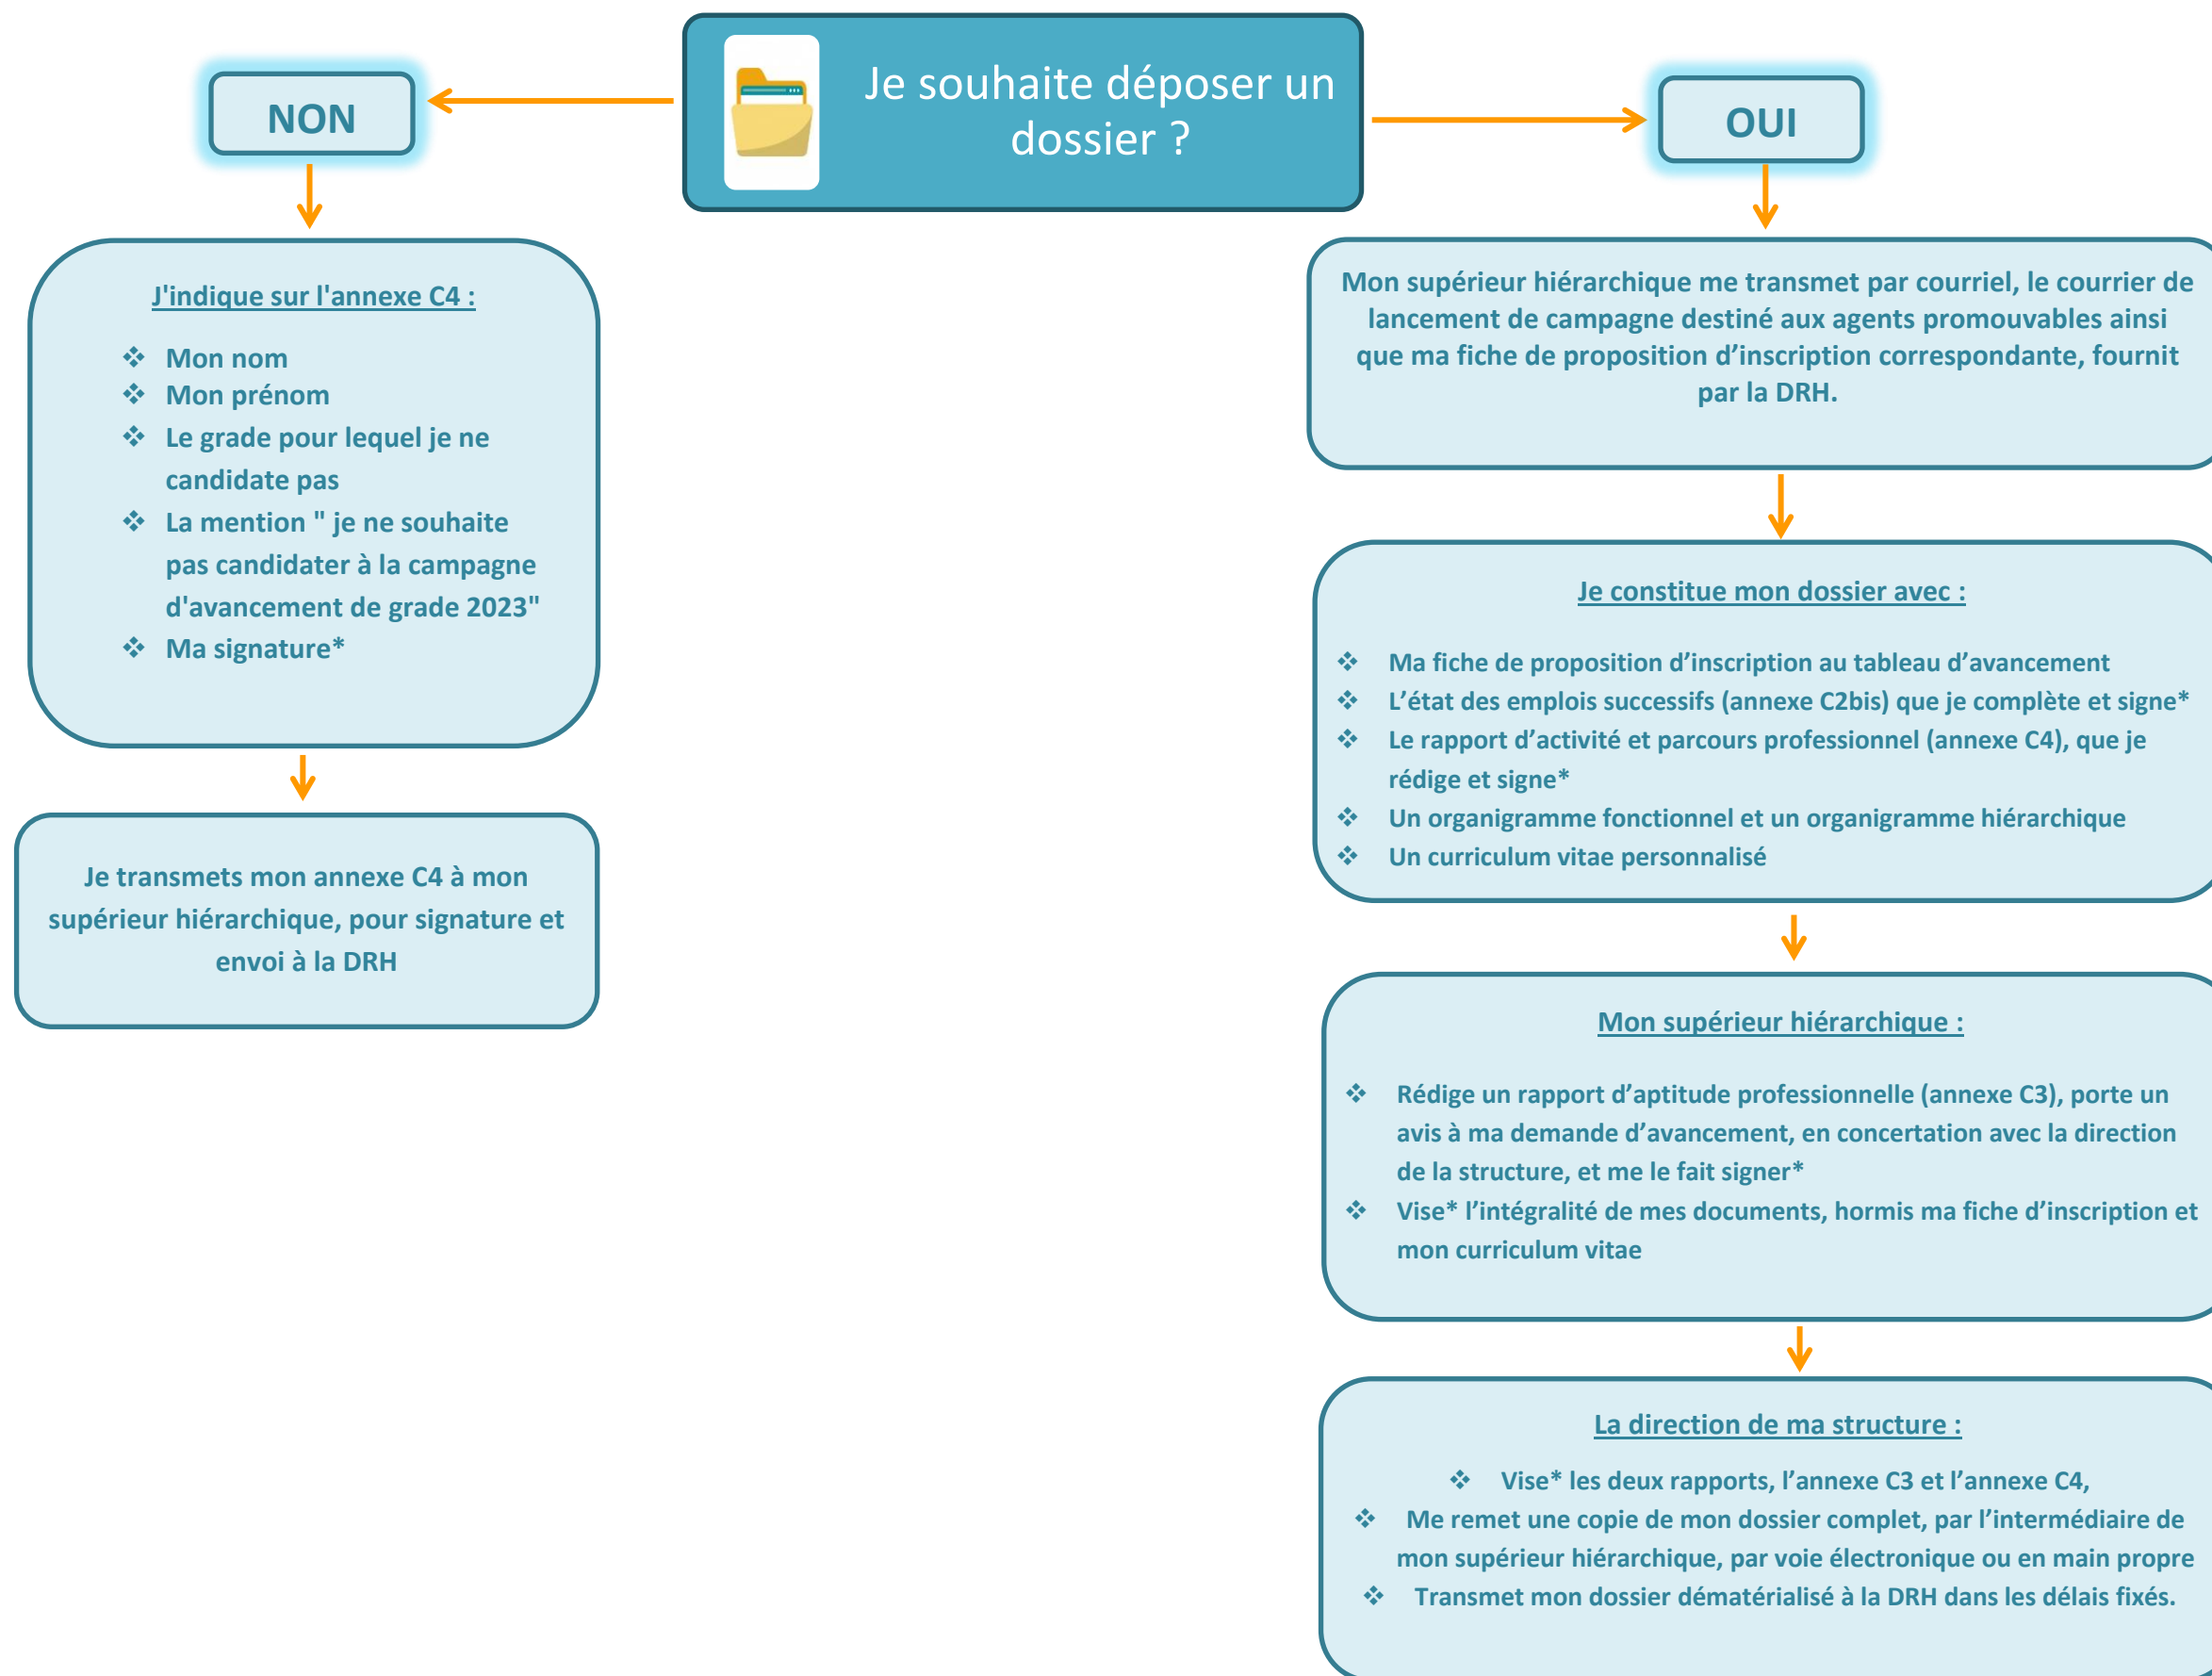 Je souhaite déposer un
dossier ?
NON
J'indique sur l'annexe C4 :
❖ Mon nom
❖ Mon prénom
❖ Le grade pour lequel je ne
candidate pas
❖ La mention " je ne souhaite
pas candidater à la campagne
d'avancement de grade 2023"
❖ Ma signature*
Je transmets mon annexe C4 à mon
supérieur hiérarchique, pour signature et
envoi à la DRH
OUI
Mon supérieur hiérarchique me transmet par courriel, le courrier de
lancement de campagne destiné aux agents promouvables ainsi
que ma fiche de proposition d’inscription correspondante, fournit
par la DRH.
Je constitue mon dossier avec :
❖ Ma fiche de proposition d’inscription au tableau d’avancement
❖ L’état des emplois successifs (annexe C2bis) que je complète et signe*
❖ Le rapport d’activité et parcours professionnel (annexe C4), que je
rédige et signe*
❖ Un organigramme fonctionnel et un organigramme hiérarchique
❖ Un curriculum vitae personnalisé
Mon supérieur hiérarchique :
❖ Rédige un rapport d’aptitude professionnelle (annexe C3), porte un
avis à ma demande d’avancement, en concertation avec la direction
de la structure, et me le fait signer*
❖ Vise* l’intégralité de mes documents, hormis ma fiche d’inscription et
mon curriculum vitae
La direction de ma structure :
❖ Vise* les deux rapports, l’annexe C3 et l’annexe C4,
❖ Me remet une copie de mon dossier complet, par l’intermédiaire de
mon supérieur hiérarchique, par voie électronique ou en main propre
❖ Transmet mon dossier dématérialisé à la DRH dans les délais fixés.